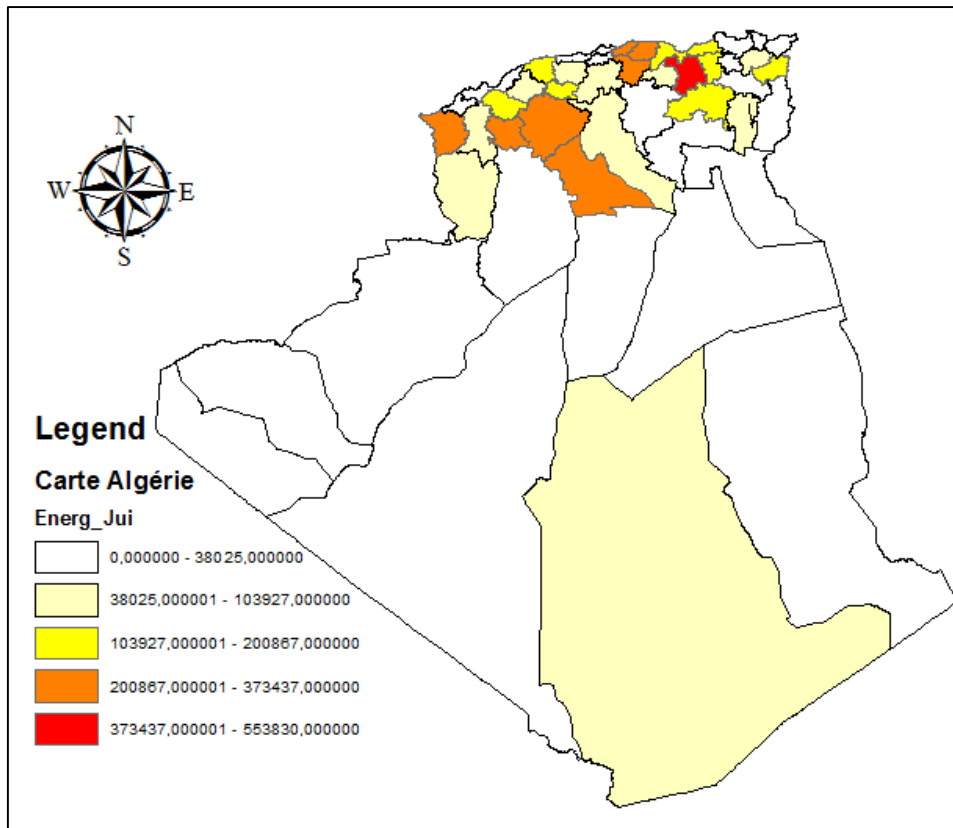 N
W E
S
Legend
Carte Algérie
Energ_Jui
0,000000 - 38025,000000
38025,000001 - 103927,000000
103927,000001 - 200867,000000
200867,000001 - 373437,000000
373437,000001 - 553830,000000